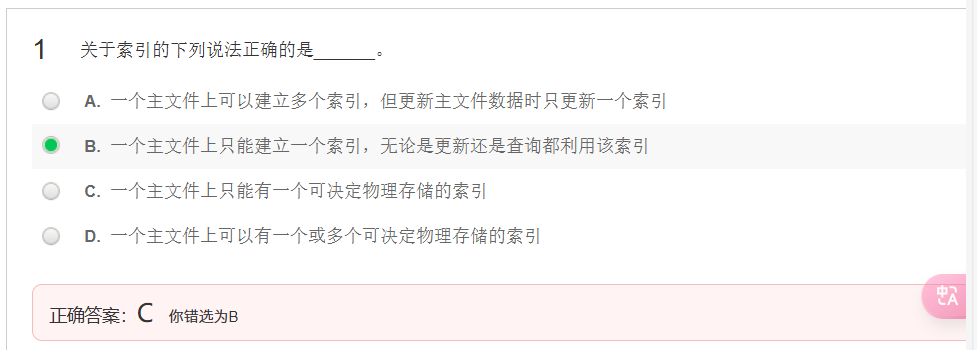 1 关于索引的下列说法正确的是______。
A. 一个主文件上可以建立多个索引，但更新主文件数据时只更新一个索引
B. 一个主文件上只能建立一个索引，无论是更新还是查询都利用该索引
C. 一个主文件上只能有一个可决定物理存储的索引
D. 一个主文件上可以有一个或多个可决定物理存储的索引
正确答案：C 你错选为B
中A